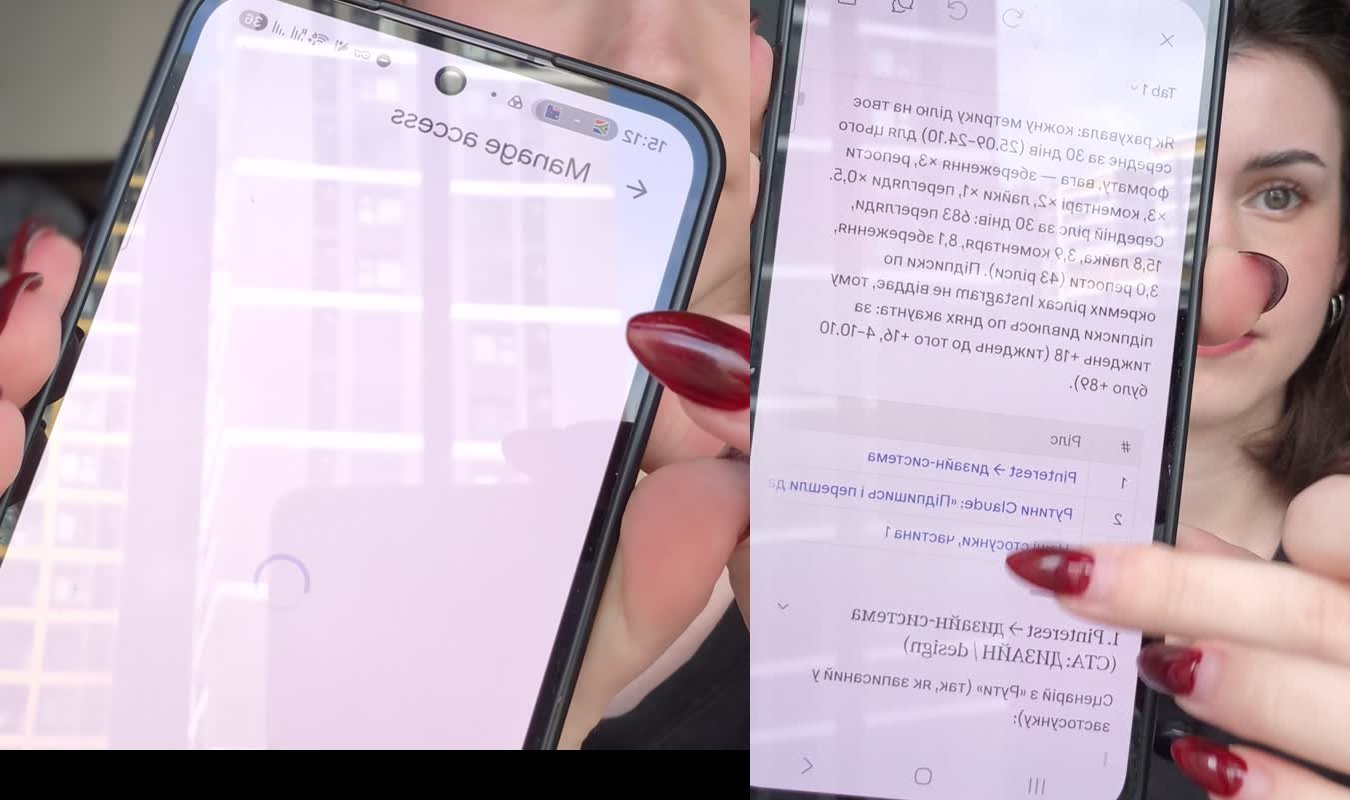 36
15:12
Manage access
Tab 1
Як рахувала: кожну метрику ділю на твоє
середнє за 30 днів (25.09–24.10) для цього
формату, вага — збереження ×3, репости
×3, коментарі ×2, лайки ×1, перегляди ×0,5.
Середній рілс за 30 днів: 683 перегляди,
15,8 лайка, 3,9 коментаря, 8,1 збереження,
3,0 репости (43 рілси). Підписки по
окремих рілсах Instagram не віддає, тому
підписки дивлюсь по днях акаунта: за
тиждень +18 (тиждень до того +16, 4–10.10
було +89).
# Рілс
1 Pinterest → дизайн-система
2 Рутини Claude: «Підпишись і перешли да
стосунки, частина 1
1. Pinterest → дизайн-система
(CTA: ДИЗАЙН / design)
Сценарій з «Рути» (так, як записаний у
застосунку):